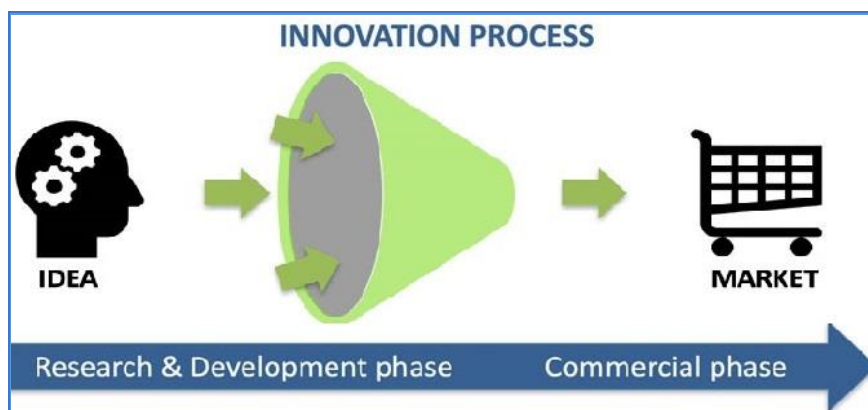 INNOVATION PROCESS
IDEA
MARKET
Research & Development phase
Commercial phase